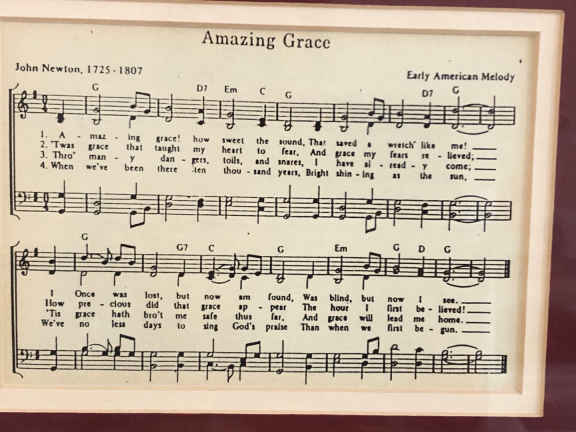 Amazing Grace
John Newton, 1725-1807
Early American Melody
G D7 Em C G D7 G
1. A - maz - ing grace! how sweet the sound, That saved a wretch like me!
2. 'Twas grace that taught my heart to fear, And grace my fears re - lieved;
3. Thro' man - y dan - gers, toils, and snares, I have al - read - y come;
4. When we've been there ten thou - sand years, Bright shin - ing as the sun,
G G7 C G Em G D G
I Once was lost, but now am found, Was blind, but now I see.
How pre - cious did that grace ap - pear The hour I first be - lieved!
'Tis grace hath bro't me safe thus far, And grace will lead me home.
We've no less days to sing God's praise Than when we first be - gun.